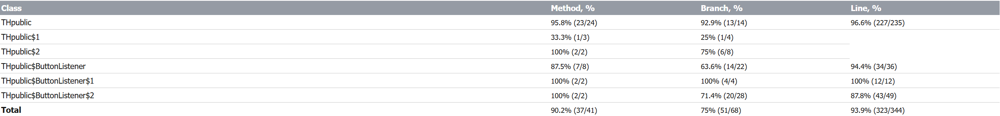 Class Method, % Branch, % Line, %
THpublic 95.8% (23/24) 92.9% (13/14) 96.6% (227/235)
THpublic$1 33.3% (1/3) 25% (1/4)
THpublic$2 100% (2/2) 75% (6/8)
THpublic$ButtonListener 87.5% (7/8) 63.6% (14/22) 94.4% (34/36)
THpublic$ButtonListener$1 100% (2/2) 100% (4/4) 100% (12/12)
THpublic$ButtonListener$2 100% (2/2) 71.4% (20/28) 87.8% (43/49)
Total 90.2% (37/41) 75% (51/68) 93.9% (323/344)